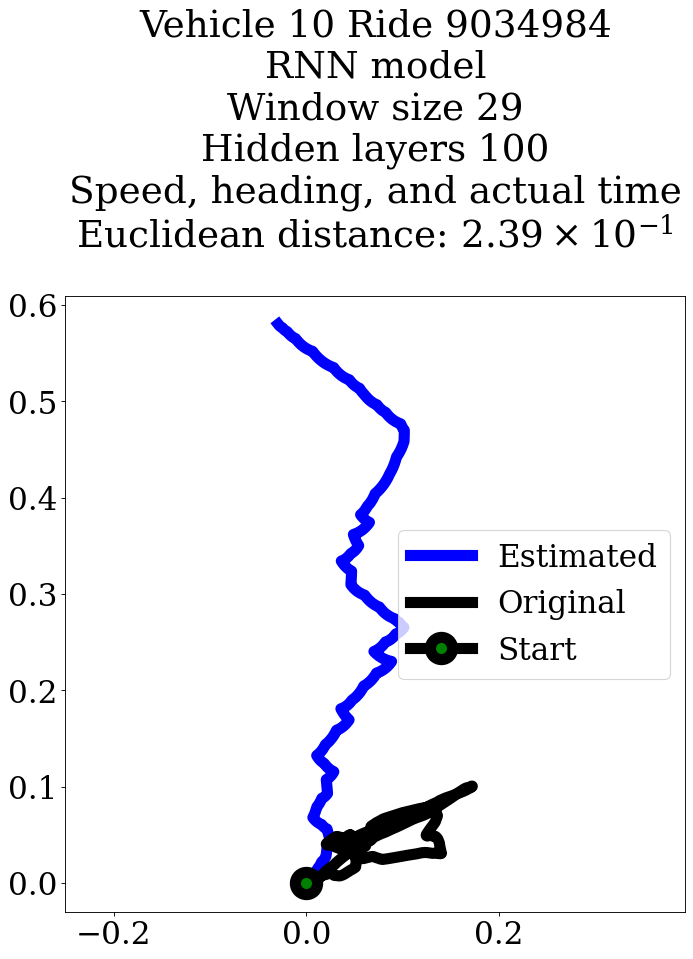 Vehicle 10 Ride 9034984
RNN model
Window size 29
Hidden layers 100
Speed, heading, and actual time
Euclidean distance: 2.39 × 10⁻¹
0.6
0.5
0.4
0.3
0.2
0.1
0.0
Estimated
Original
Start
−0.2 0.0 0.2